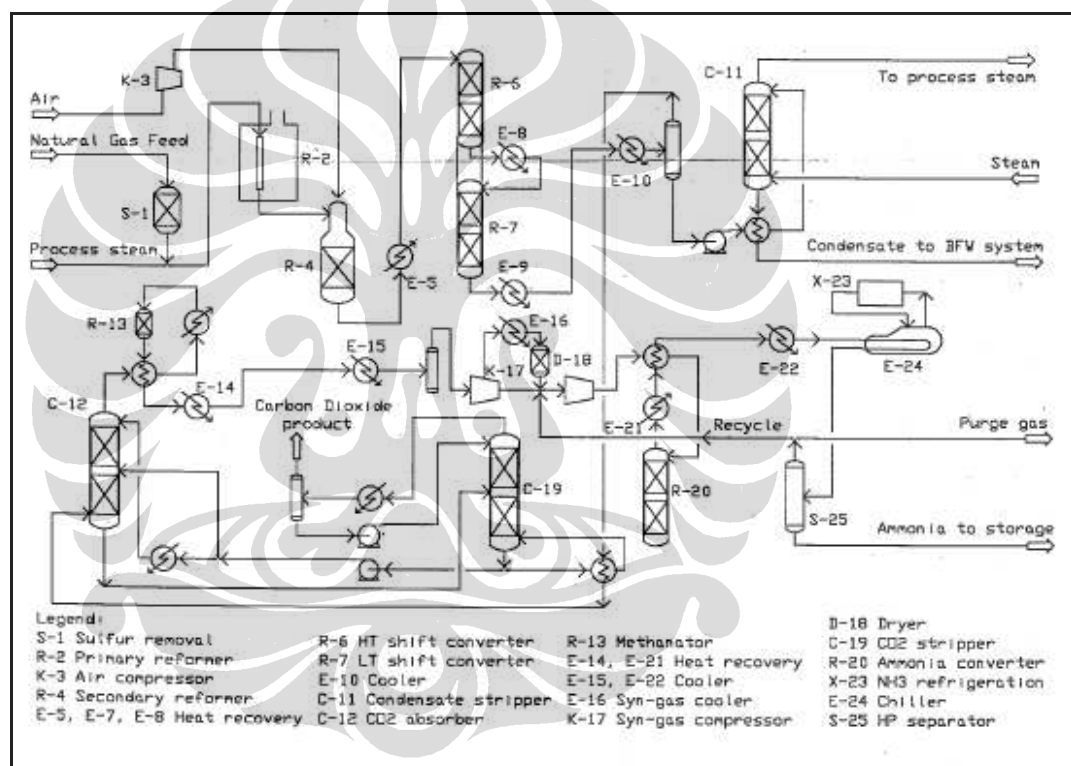 K-3
Air
Natural Gas Feed
S-1
Process steam
R-2
R-4
E-5
R-6
E-8
R-7
E-9
E-10
C-11
To process steam
Steam
Condensate to BFW system
X-23
R-13
E-14
E-15
E-16
K-17
D-18
E-22
E-24
C-12
Carbon Dioxide
product
E-21
Recycle
Purge gas
C-19
R-20
S-25
Ammonia to storage
Legend:
S-1 Sulfur removal
R-2 Primary reformer
K-3 Air compressor
R-4 Secondary reformer
E-5, E-7, E-8 Heat recovery
R-6 HT shift converter
R-7 LT shift converter
E-10 Cooler
C-11 Condensate stripper
C-12 CO2 absorber
R-13 Methanator
E-14, E-21 Heat recovery
E-15, E-22 Cooler
E-16 Syn-gas cooler
K-17 Syn-gas compressor
D-18 Dryer
C-19 CO2 stripper
R-20 Ammonia converter
X-23 NH3 refrigeration
E-24 Chiller
S-25 HP separator